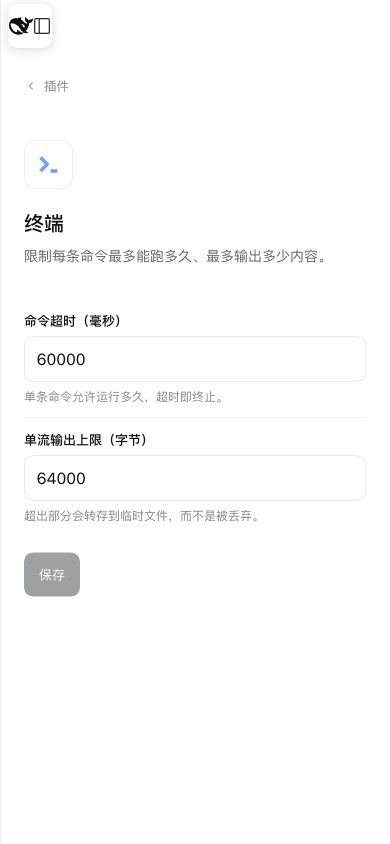 插件
终端
限制每条命令最多能跑多久、最多输出多少内容。
命令超时（毫秒）
60000
单条命令允许运行多久，超时即终止。
单流输出上限（字节）
64000
超出部分会转存到临时文件，而不是被丢弃。
保存